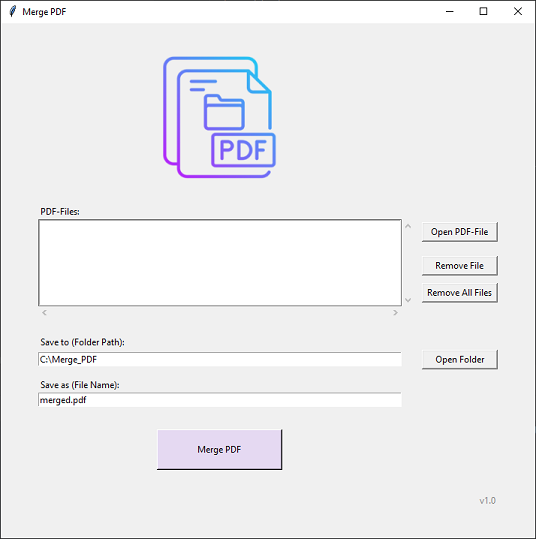 Merge PDF
PDF
PDF-Files:
Open PDF-File
Remove File
Remove All Files
Save to (Folder Path):
C:\Merge_PDF
Open Folder
Save as (File Name):
merged.pdf
Merge PDF
v1.0